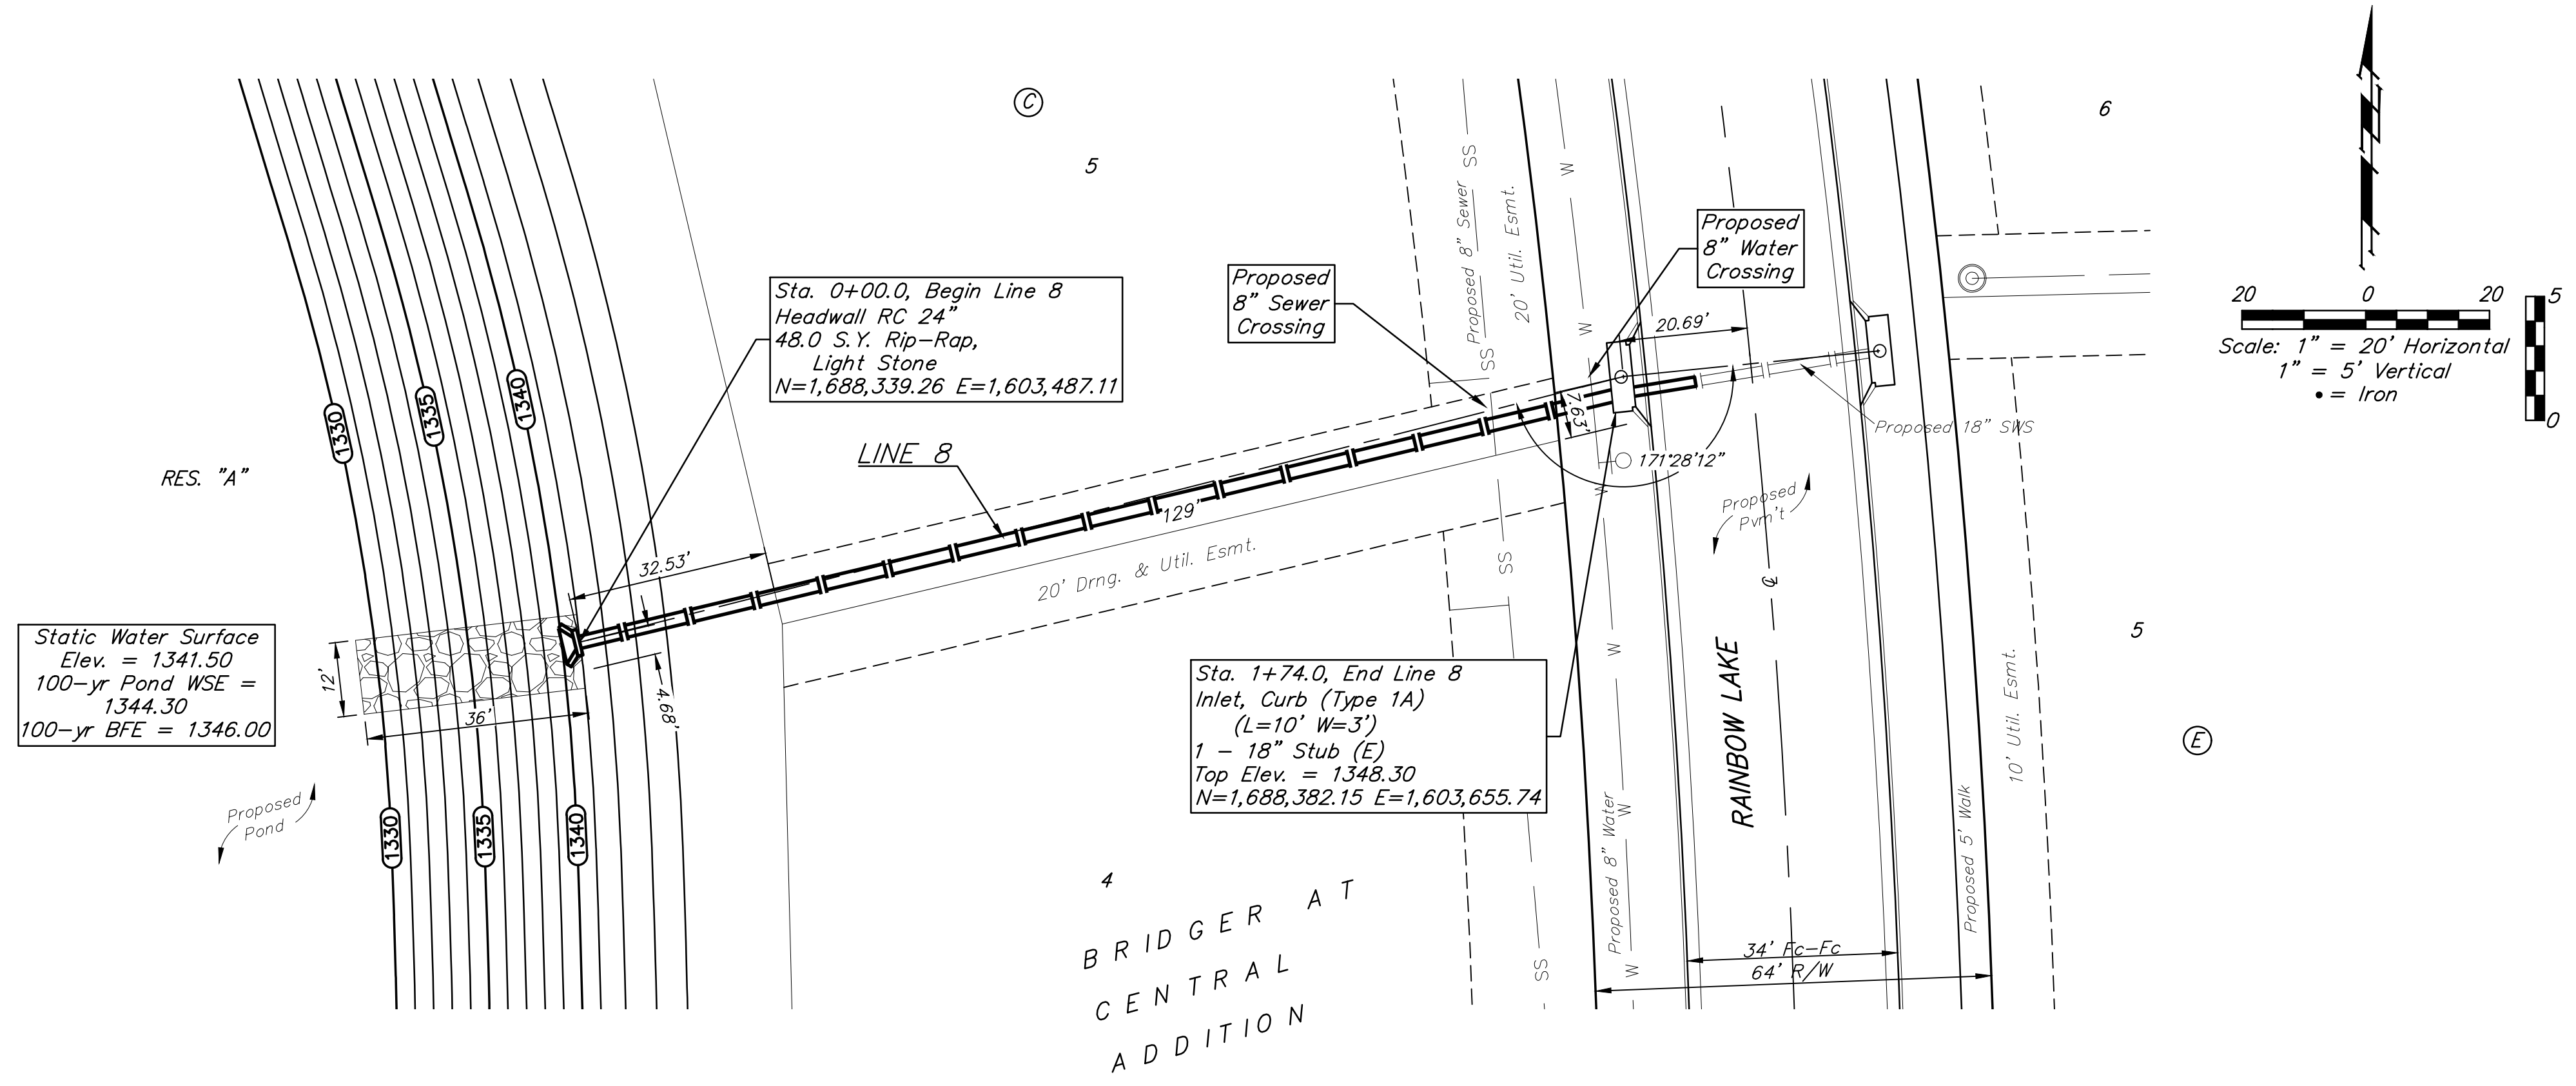 C
5
6
Proposed
8" Water
Crossing
Proposed
8" Sewer
Crossing
Proposed 8" Sewer
SS
20' Util. Esmt.
W
W
SS
20.69'
20 0 20
5
0
Scale: 1" = 20' Horizontal
1" = 5' Vertical
• = Iron
Sta. 0+00.0, Begin Line 8
Headwall RC 24"
48.0 S.Y. Rip-Rap,
Light Stone
N=1,688,339.26 E=1,603,487.11
1330
1335
1340
RES. "A"
LINE 8
7.63'
171°28'12"
Proposed 18" SWS
W
Proposed
Pvm't
129'
32.53'
20' Drng. & Util. Esmt.
SS
Static Water Surface
Elev. = 1341.50
100-yr Pond WSE =
1344.30
100-yr BFE = 1346.00
12'
36'
4.68'
Sta. 1+74.0, End Line 8
Inlet, Curb (Type 1A)
(L=10' W=3')
1 - 18" Stub (E)
Top Elev. = 1348.30
N=1,688,382.15 E=1,603,655.74
W
RAINBOW LAKE
5
10' Util. Esmt.
E
Proposed
Pond
1330
1335
1340
Proposed 8" Water
W
Proposed 5' Walk
4
BRIDGER AT
CENTRAL
ADDITION
SS
W
34' Fc-Fc
64' R/W